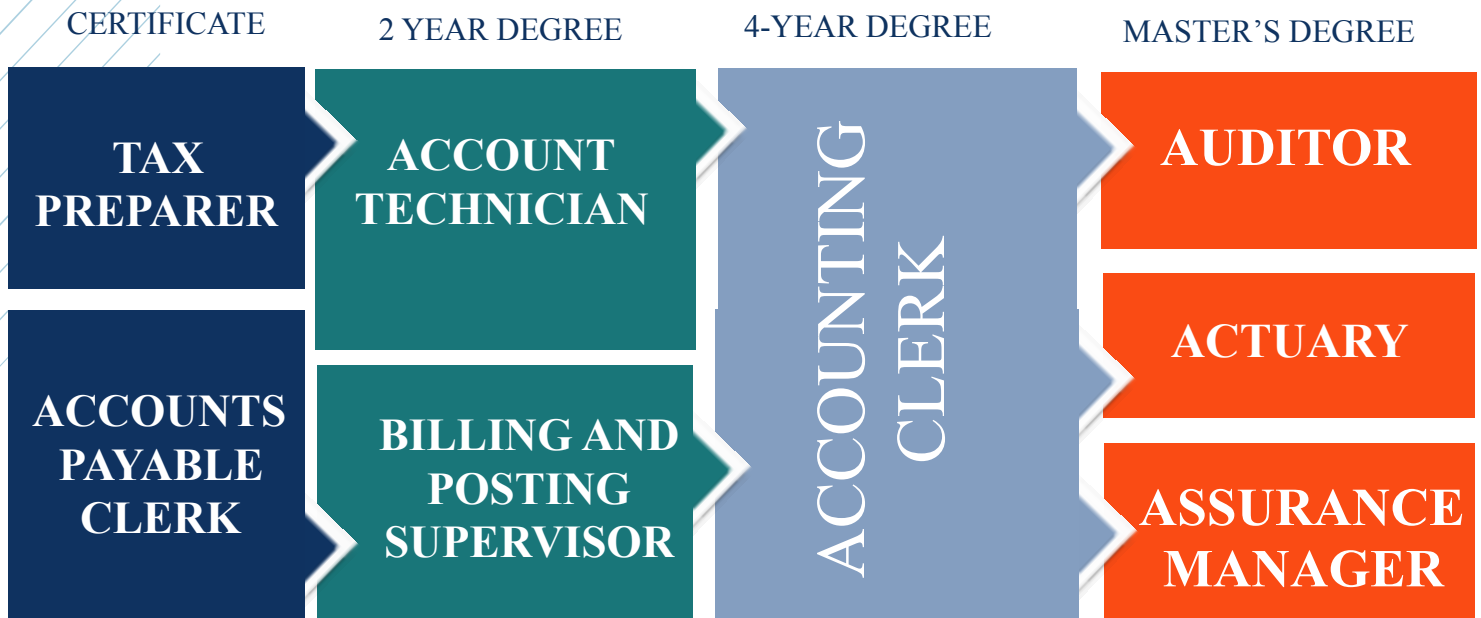 CERTIFICATE
2 YEAR DEGREE
4-YEAR DEGREE
MASTER’S DEGREE
TAX
PREPARER
ACCOUNTS
PAYABLE
CLERK
ACCOUNT
TECHNICIAN
BILLING AND
POSTING
SUPERVISOR
ACCOUNTING
CLERK
AUDITOR
ACTUARY
ASSURANCE
MANAGER